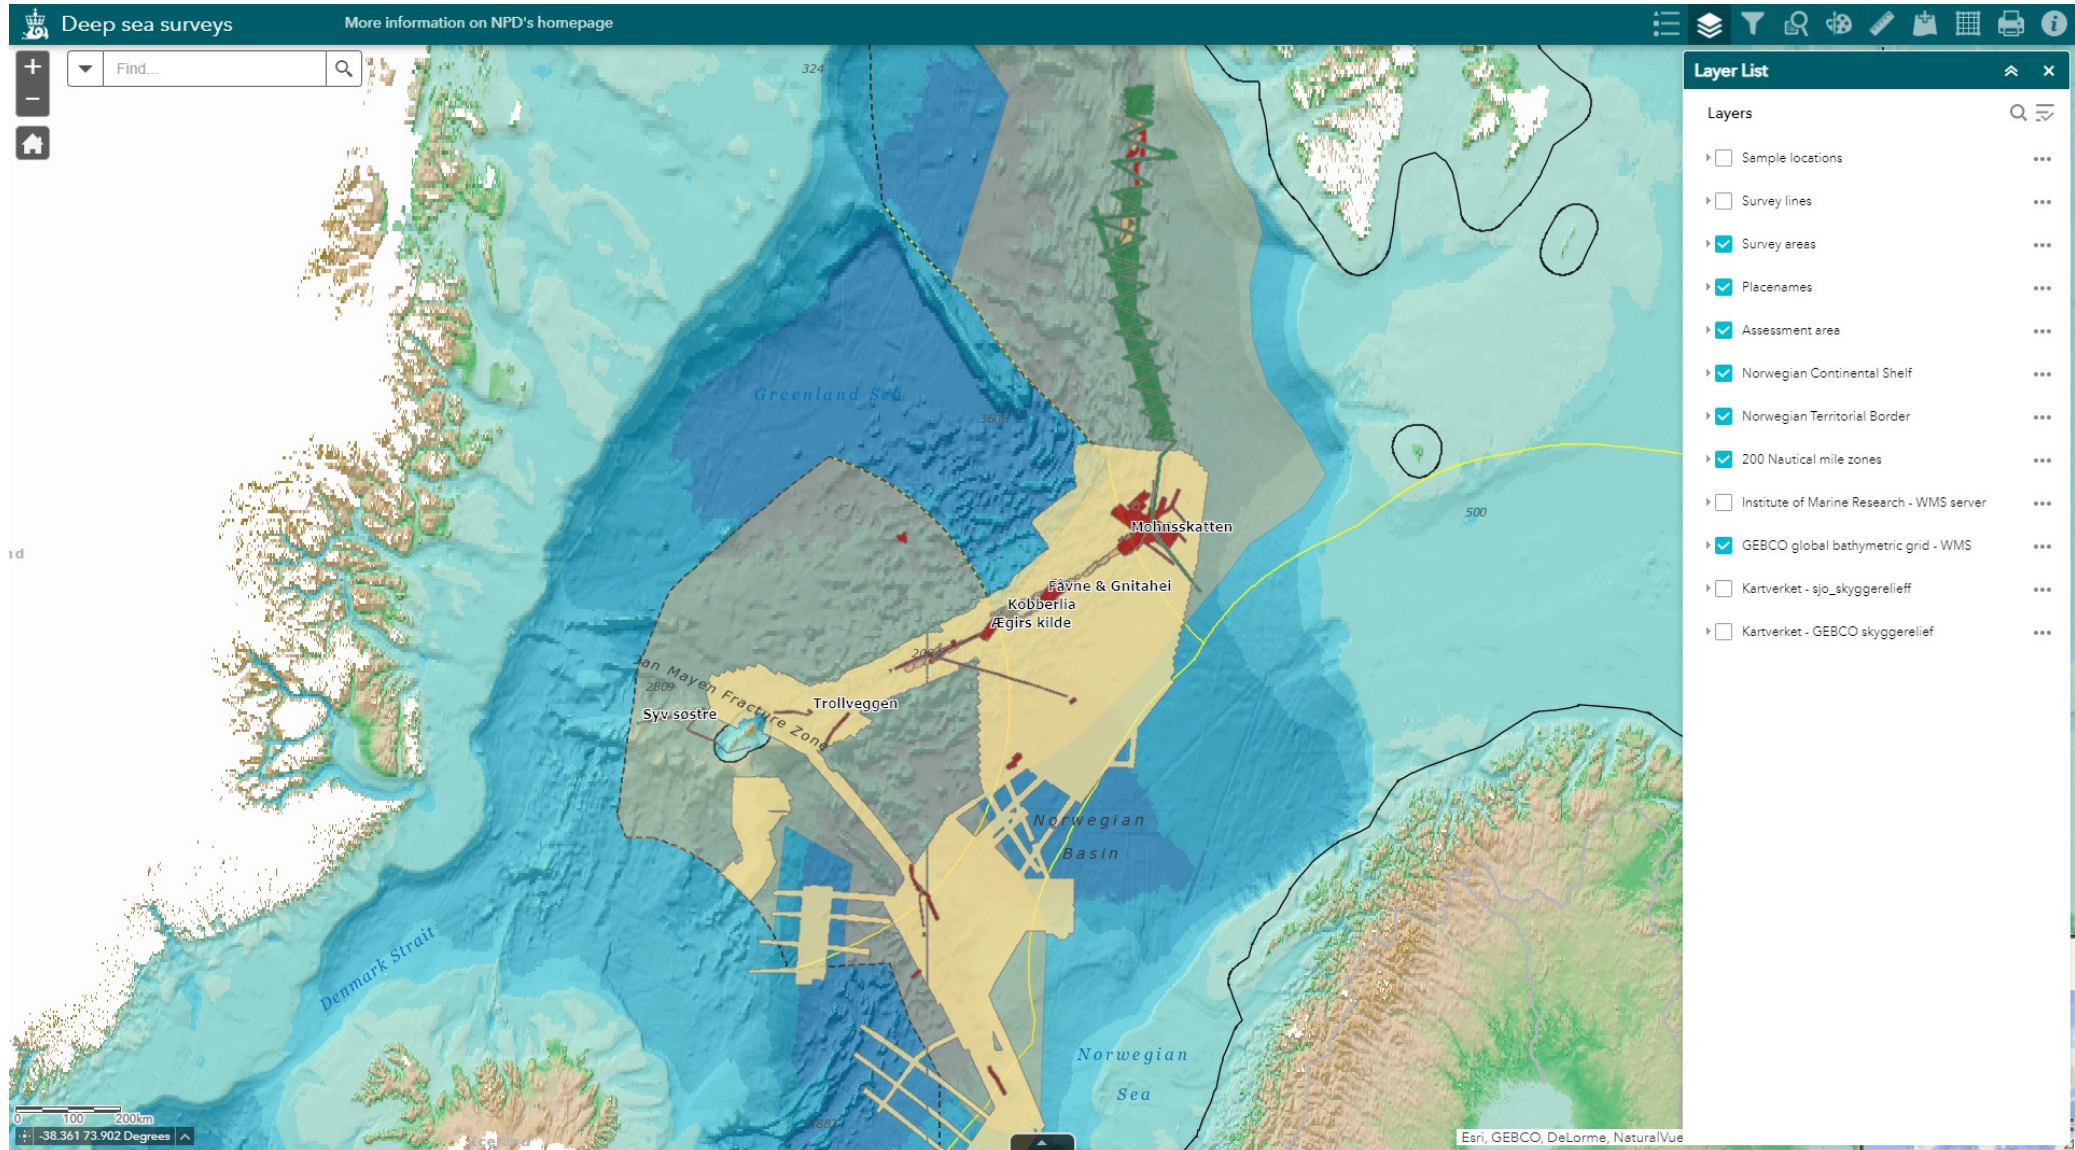 Deep sea surveys
More information on NPD's homepage
Find...
324
Greenland Sea
3608
500
Mohnsskatten
Fåvne & Gnitahei
Kobberlia
Ægirs kilde
Jan Mayen Fracture Zone
2809
Trollveggen
Syv søstre
Norwegian
Basin
Denmark Strait
Norwegian
Sea
Iceland
0 100 200km
-38.361 73.902 Degrees
Esri, GEBCO, DeLorme, NaturalVue
Layer List
Layers
Sample locations
Survey lines
Survey areas
Placenames
Assessment area
Norwegian Continental Shelf
Norwegian Territorial Border
200 Nautical mile zones
Institute of Marine Research - WMS server
GEBCO global bathymetric grid - WMS
Kartverket - sjo_skyggerelieff
Kartverket - GEBCO skyggerelief